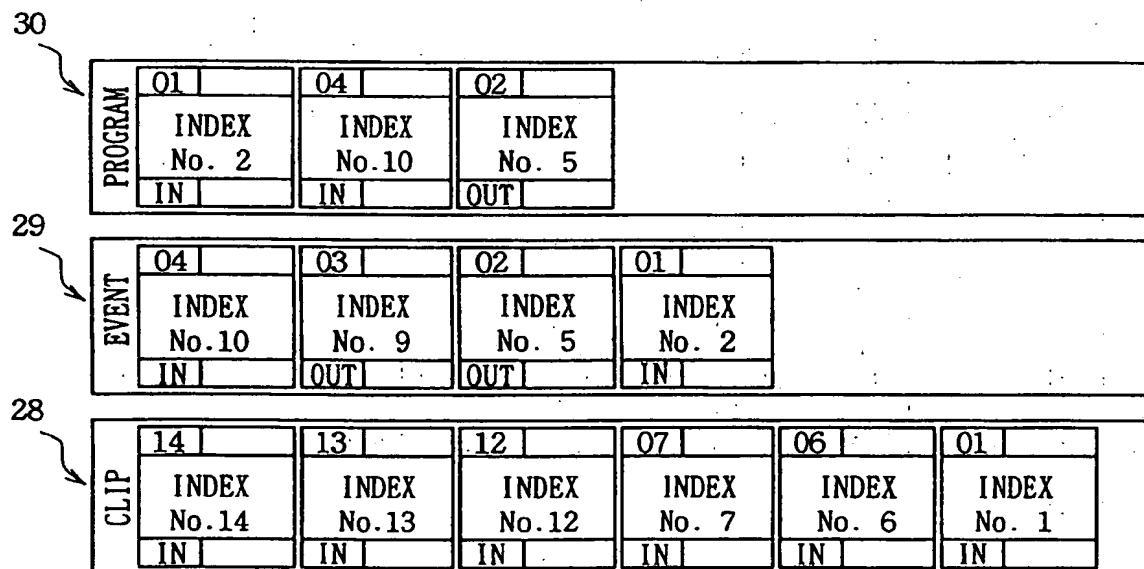 30
PROGRAM
01 04 02
INDEX INDEX INDEX
No. 2 No.10 No. 5
IN IN OUT
29
EVENT
04 03 02 01
INDEX INDEX INDEX INDEX
No.10 No. 9 No. 5 No. 2
IN OUT OUT IN
28
CLIP
14 13 12 07 06 01
INDEX INDEX INDEX INDEX INDEX INDEX
No.14 No.13 No.12 No. 7 No. 6 No. 1
IN IN IN IN IN IN